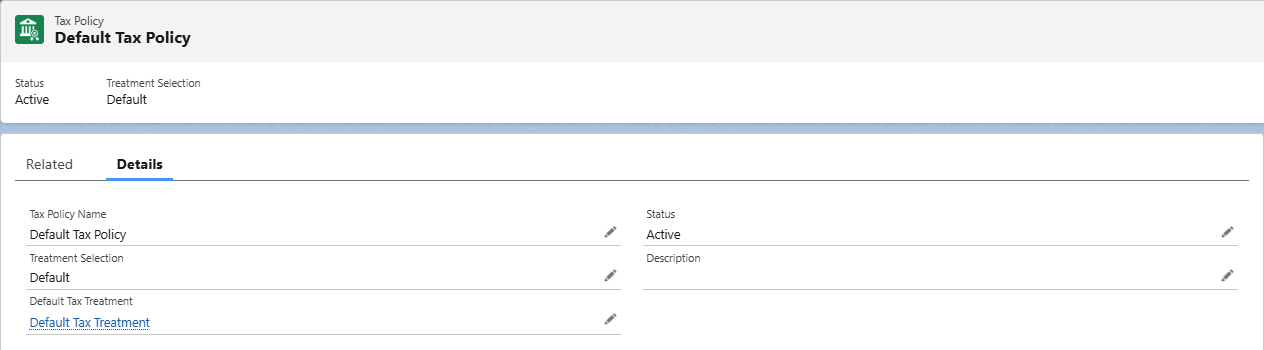 Tax Policy
Default Tax Policy
Status
Treatment Selection
Active
Default
Related
Details
Tax Policy Name
Status
Default Tax Policy
Active
Treatment Selection
Description
Default
Default Tax Treatment
Default Tax Treatment